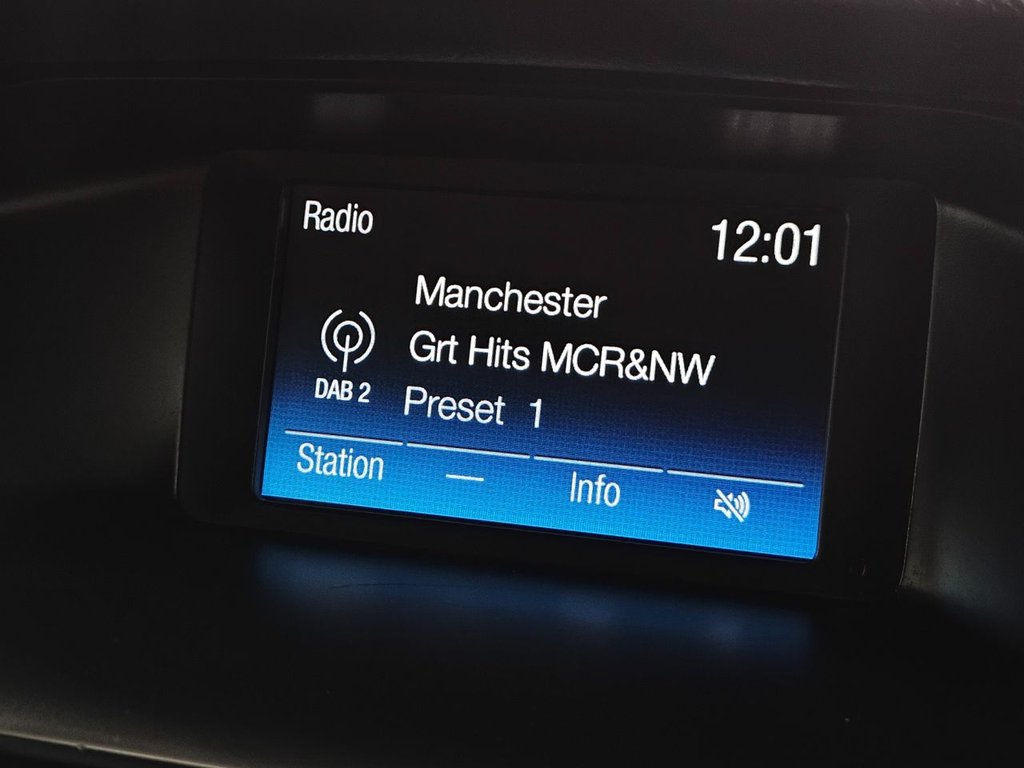 Radio
12:01
Manchester
Grt Hits MCR&NW
DAB 2
Preset 1
Station
Info